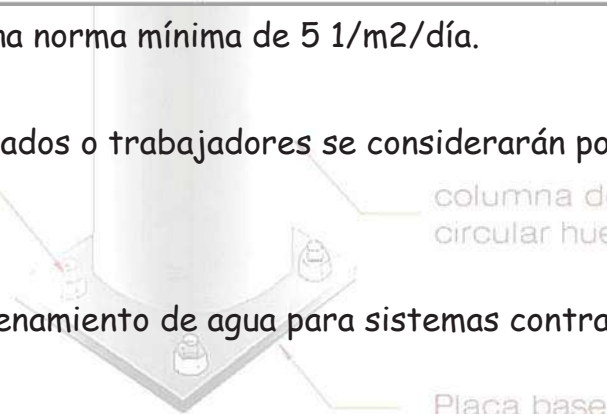 na norma mínima de 5 1/m2/día.
ados o trabajadores se considerarán po
columna d
circular hue
enamiento de agua para sistemas contra
Placa base